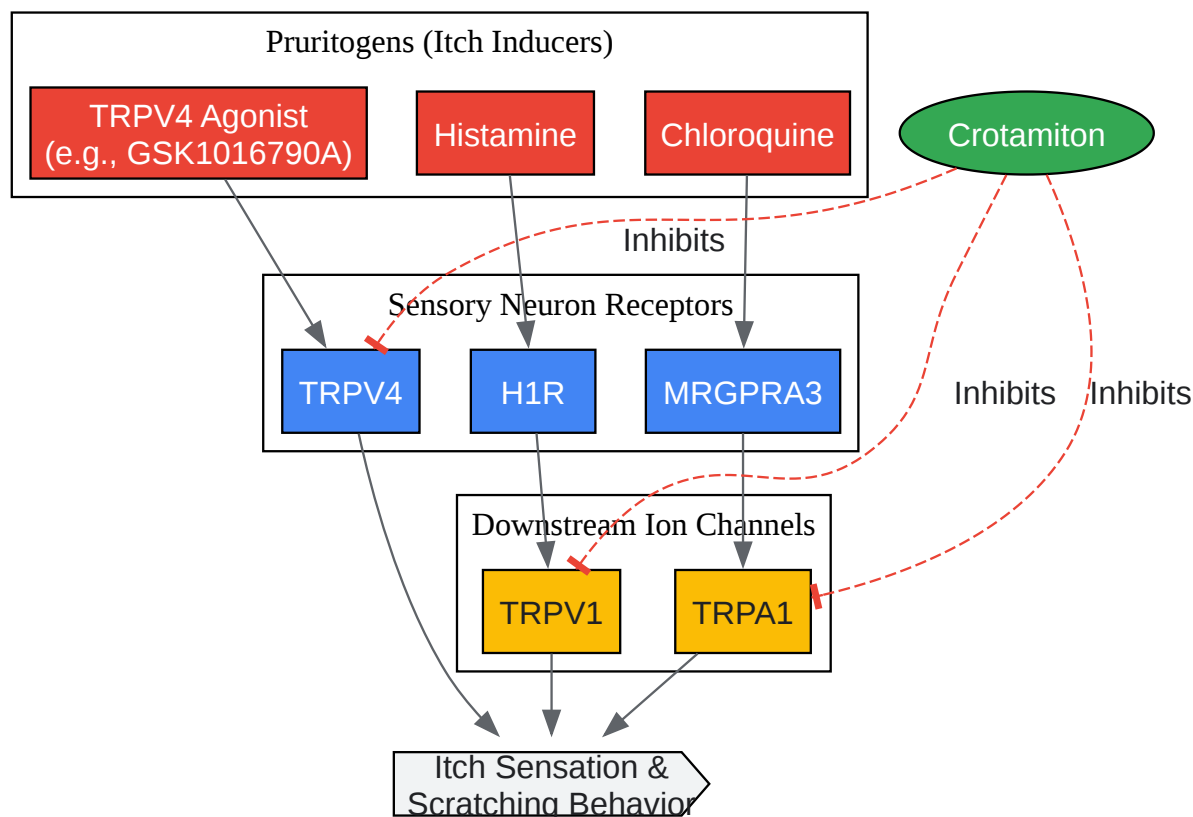 Pruritogens (Itch Inducers)
TRPV4 Agonist
(e.g., GSK1016790A)
Histamine
Chloroquine
Crotamiton
Inhibits
Sensory Neuron Receptors
TRPV4
H1R
MRGPRA3
Inhibits
Inhibits
Downstream Ion Channels
TRPV1
TRPA1
Itch Sensation &
Scratching Behavior